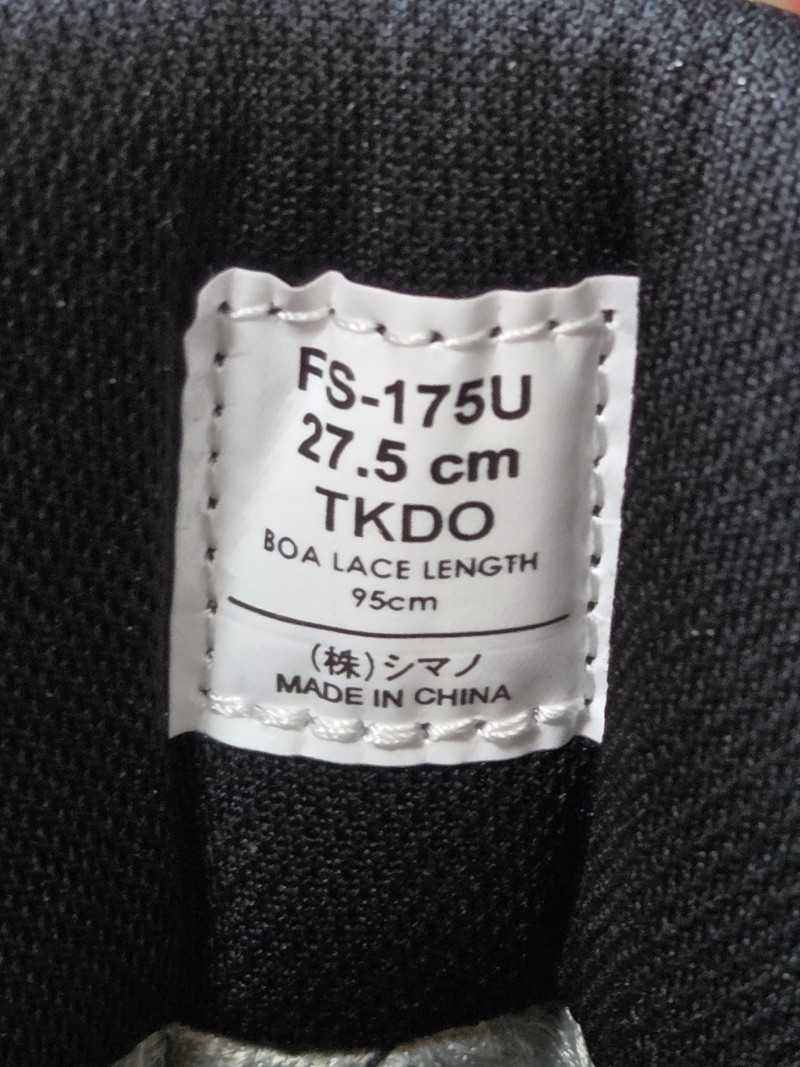 FS-175U
27.5 cm
TKDO
BOA LACE LENGTH
95cm
(株)シマノ
MADE IN CHINA